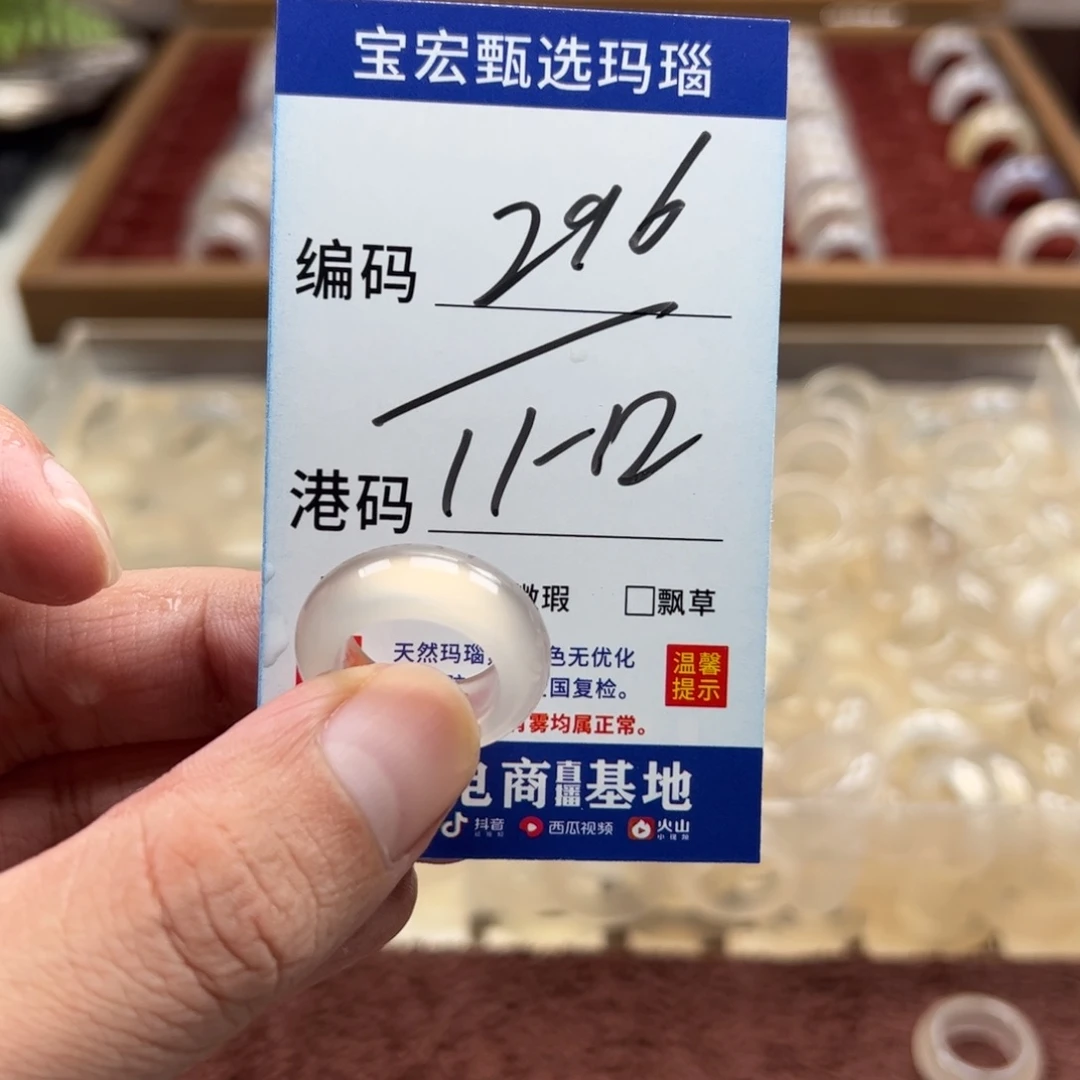 宝宏甄选玛瑙
编码 296
港码 11-12
微瑕 □飘草
天然玛瑙, 色无优化 温馨
国复检。 提示
雾均属正常。
电商直播基地
抖音 西瓜视频 火山